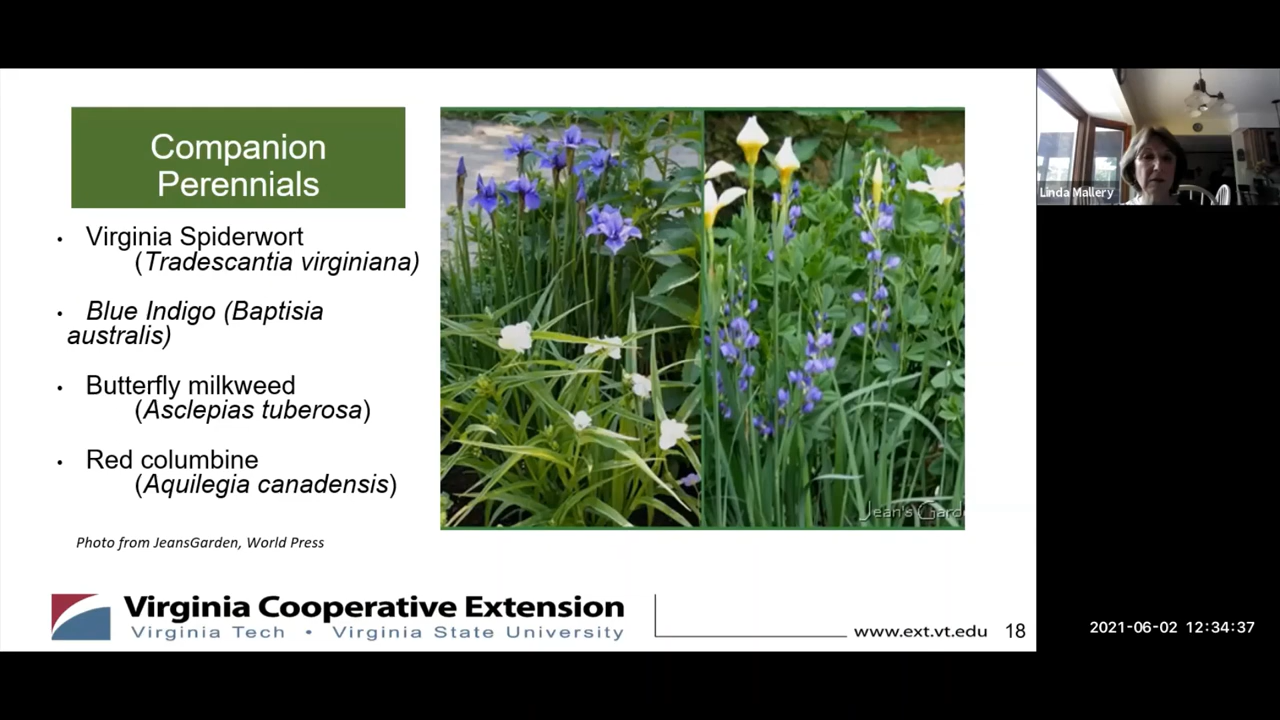 Companion
Perennials
• Virginia Spiderwort
(Tradescantia virginiana)
• Blue Indigo (Baptisia
australis)
• Butterfly milkweed
(Asclepias tuberosa)
• Red columbine
(Aquilegia canadensis)
Photo from JeansGarden, World Press
Jean's Gard
Virginia Cooperative Extension
Virginia Tech • Virginia State University
www.ext.vt.edu 18
Linda Mallery
2021-06-02 12:34:37